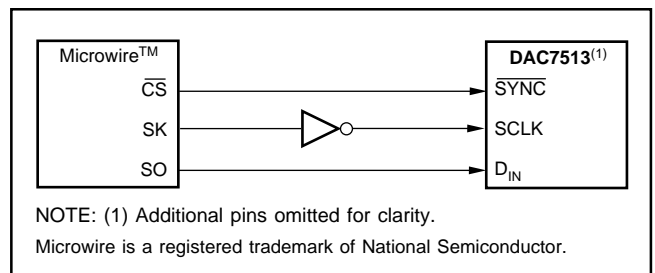 Microwire™ DAC7513(1)
CS SYNC
SK SCLK
SO DIN
NOTE: (1) Additional pins omitted for clarity.
Microwire is a registered trademark of National Semiconductor.